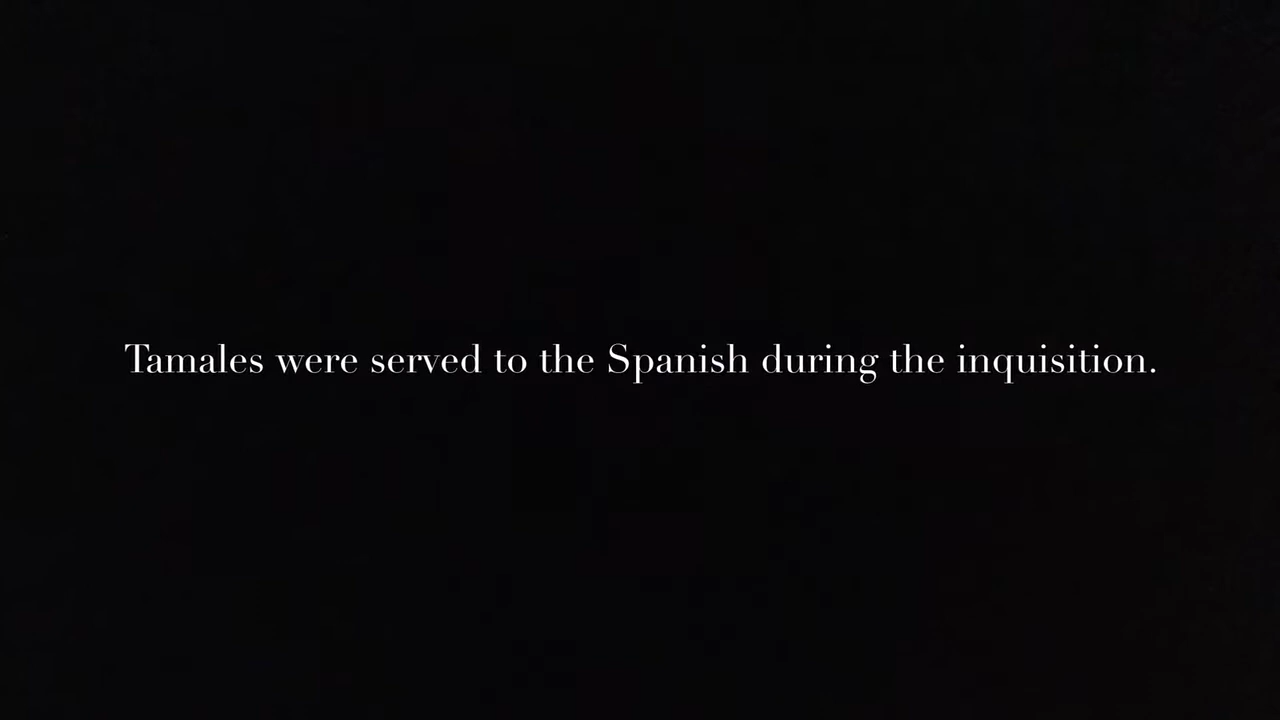 Tamales were served to the Spanish during the inquisition.